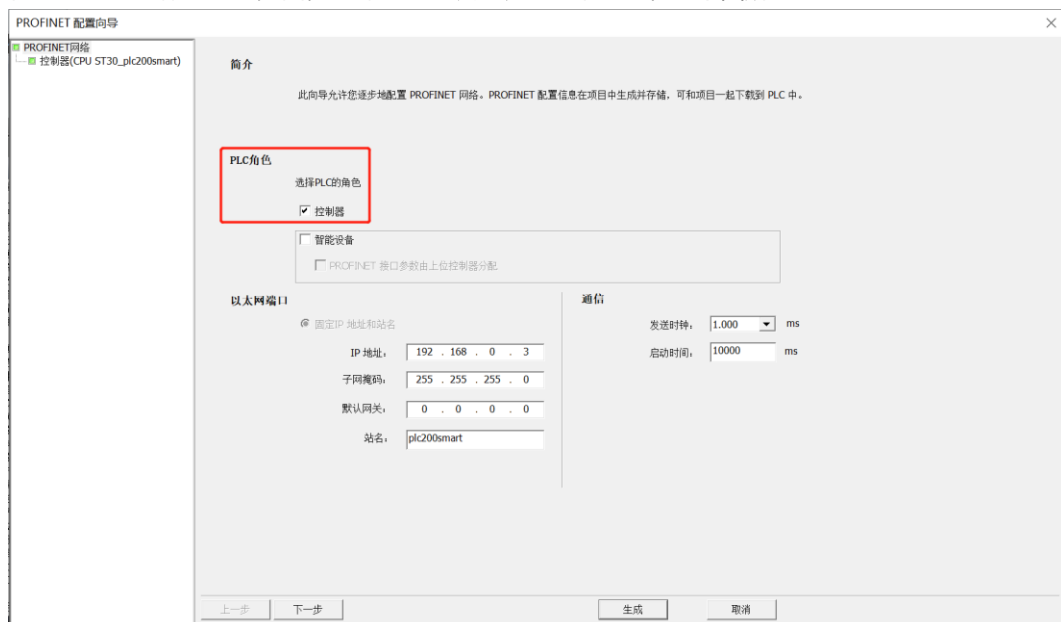 PROFINET 配置向导
PROFINET网络
控制器(CPU ST30_plc200smart)
简介
此向导允许您逐步地配置 PROFINET 网络。PROFINET 配置信息在项目中生成并存储，可和项目一起下载到 PLC 中。
PLC角色
选择PLC的角色
控制器
智能设备
PROFINET 接口参数由上位控制器分配
以太网端口
通信
固定IP 地址和站名
发送时钟： 1.000 ms
IP 地址： 192 . 168 . 0 . 3
启动时间： 10000 ms
子网掩码： 255 . 255 . 255 . 0
默认网关： 0 . 0 . 0 . 0
站名： plc200smart
上一步 下一步 生成 取消